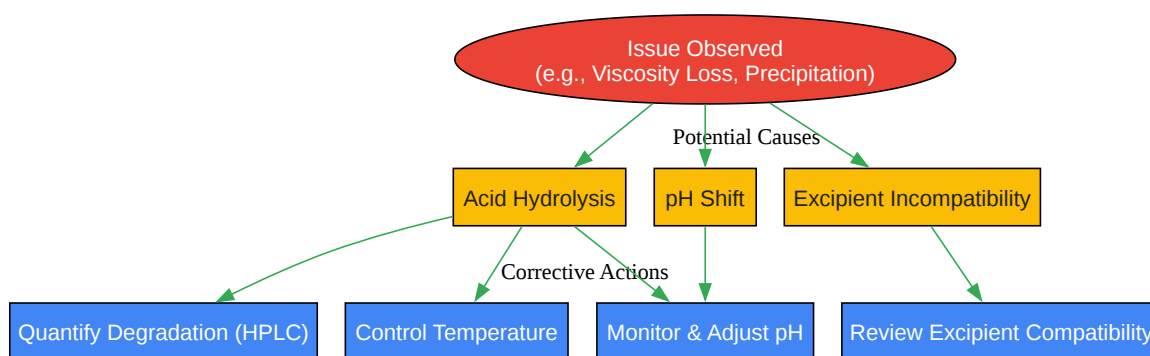 Issue Observed
(e.g., Viscosity Loss, Precipitation)
Potential Causes
Acid Hydrolysis
pH Shift
Excipient Incompatibility
Corrective Actions
Quantify Degradation (HPLC)
Control Temperature
Monitor & Adjust pH
Review Excipient Compatibility